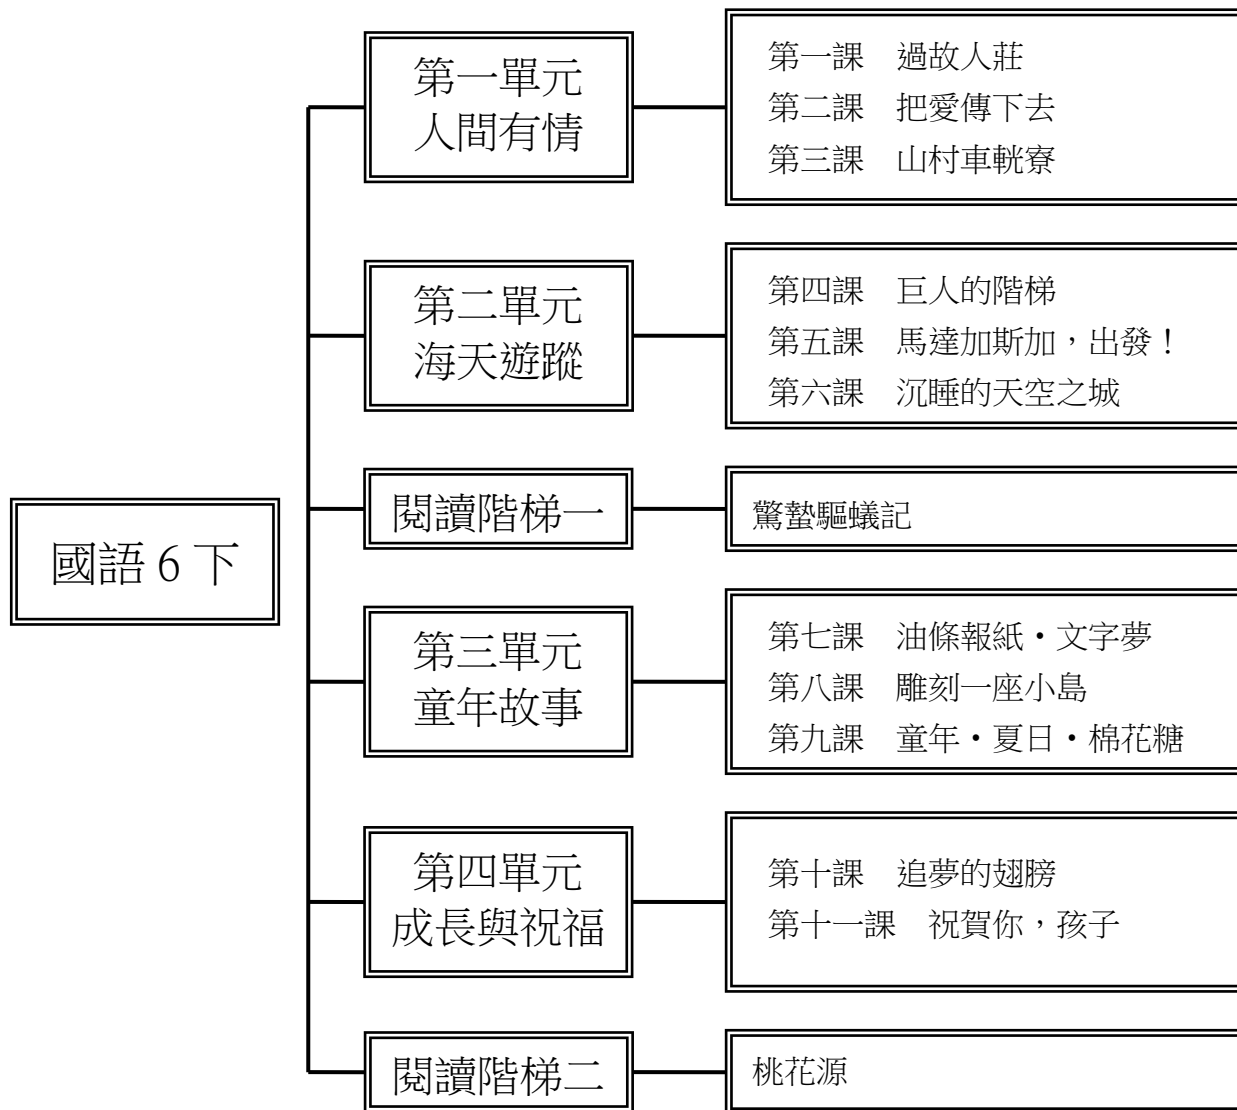 國語 6 下
第一單元
人間有情
第一課　過故人莊
第二課　把愛傳下去
第三課　山村車輄寮
第二單元
海天遊蹤
第四課　巨人的階梯
第五課　馬達加斯加，出發！
第六課　沉睡的天空之城
閱讀階梯一
驚蟄驅蟻記
第三單元
童年故事
第七課　油條報紙・文字夢
第八課　雕刻一座小島
第九課　童年・夏日・棉花糖
第四單元
成長與祝福
第十課　追夢的翅膀
第十一課　祝賀你，孩子
閱讀階梯二
桃花源